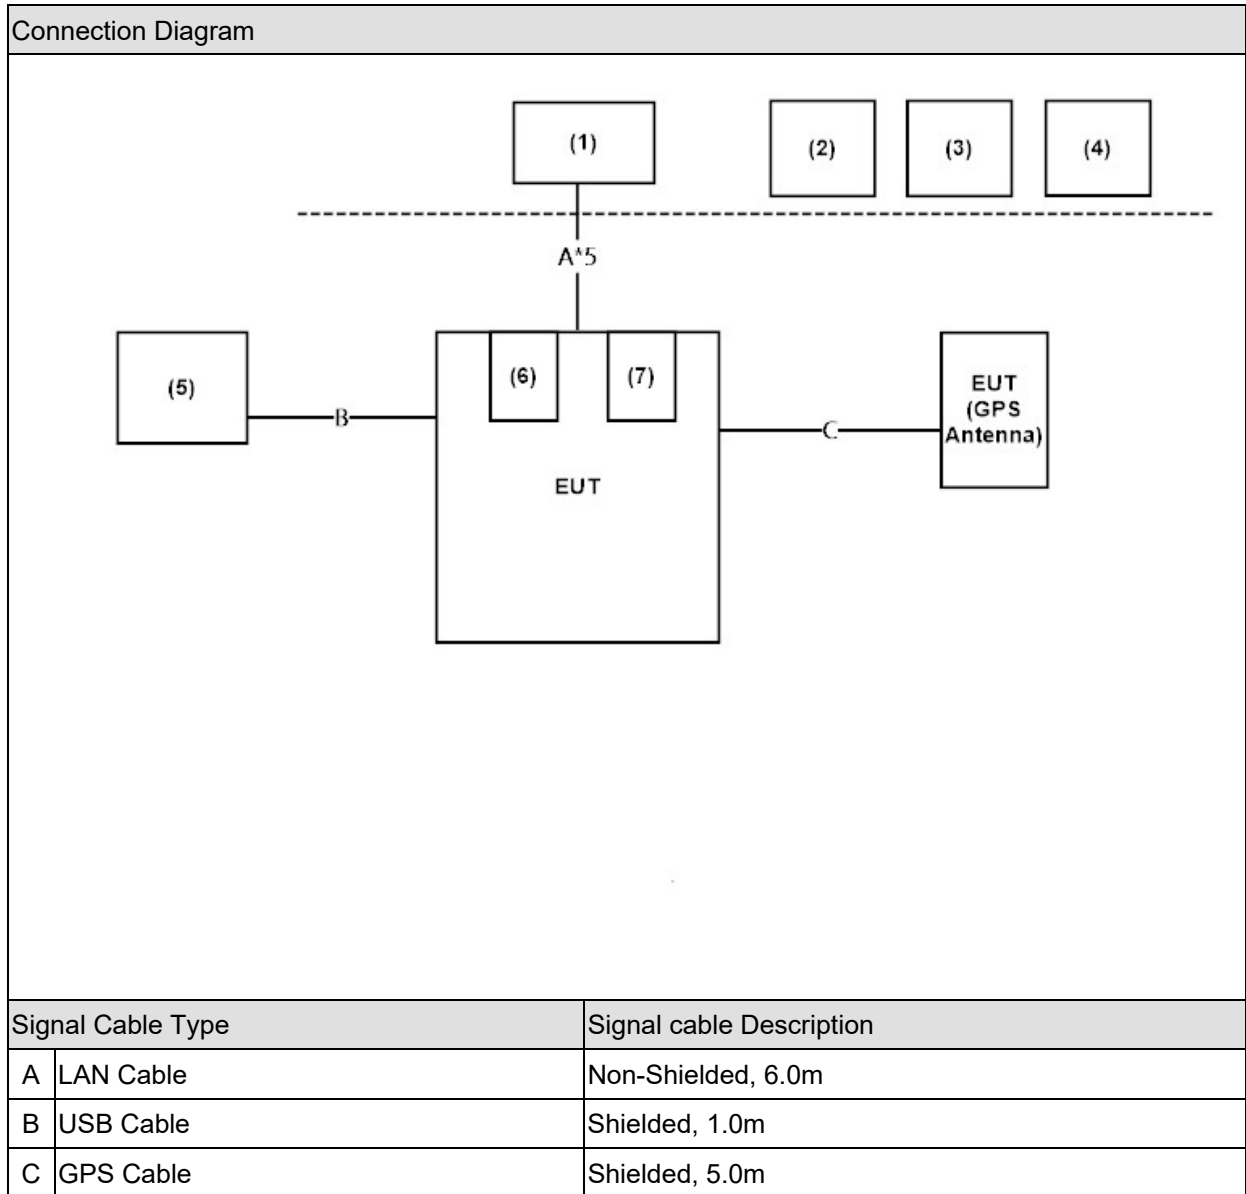 Connection Diagram
(1)
(2)
(3)
(4)
A*5
(5)
(6)
(7)
EUT
(GPS
Antenna)
B
C
EUT
Signal Cable Type Signal cable Description
A LAN Cable Non-Shielded, 6.0m
B USB Cable Shielded, 1.0m
C GPS Cable Shielded, 5.0m